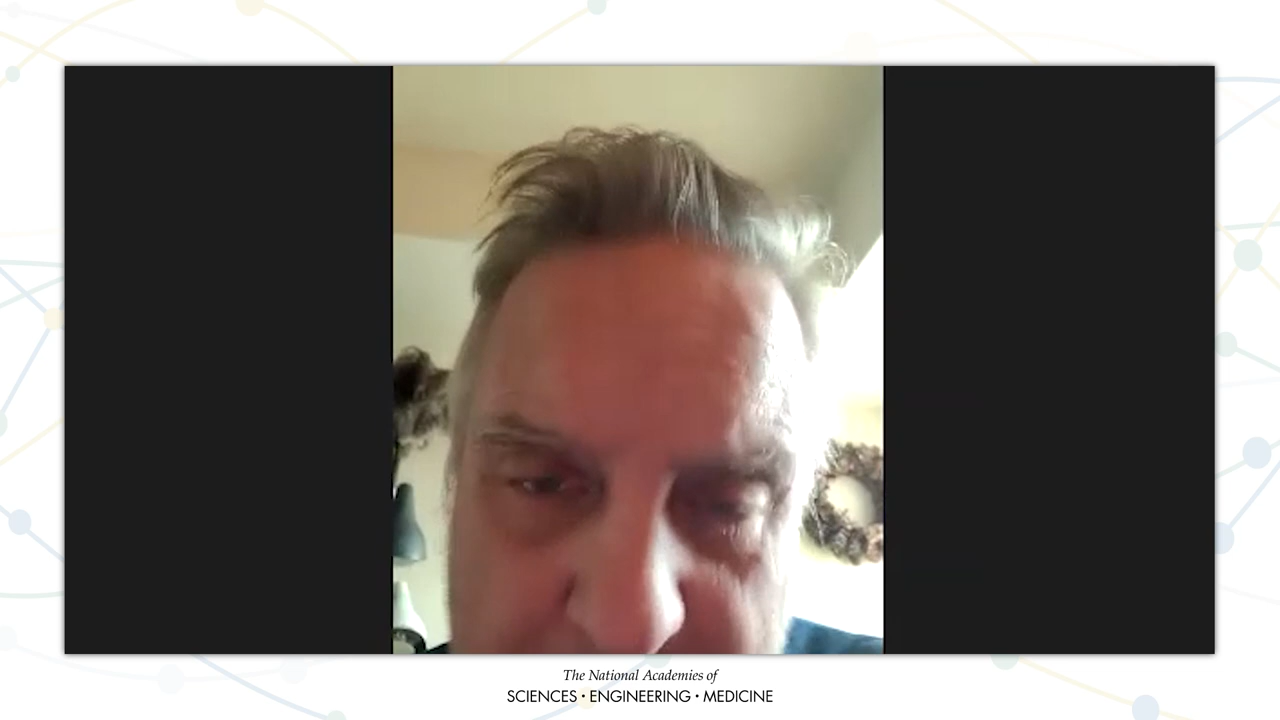 The National Academies of
SCIENCES · ENGINEERING · MEDICINE